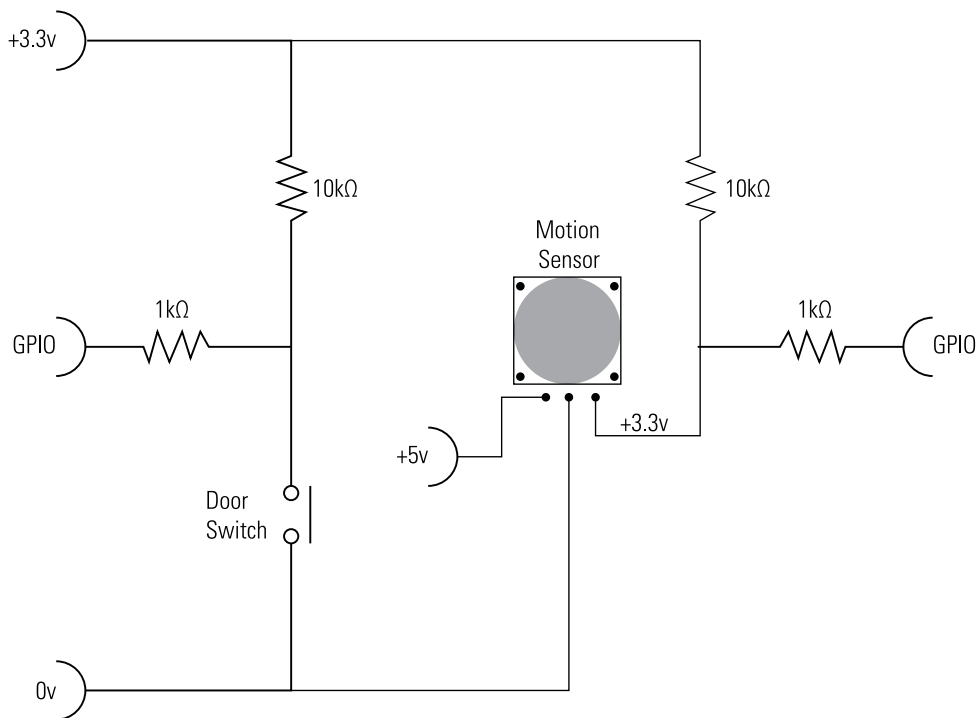 +3.3v
10kΩ
10kΩ
Motion
Sensor
1kΩ
1kΩ
GPIO
GPIO
+3.3v
+5v
Door
Switch
0v